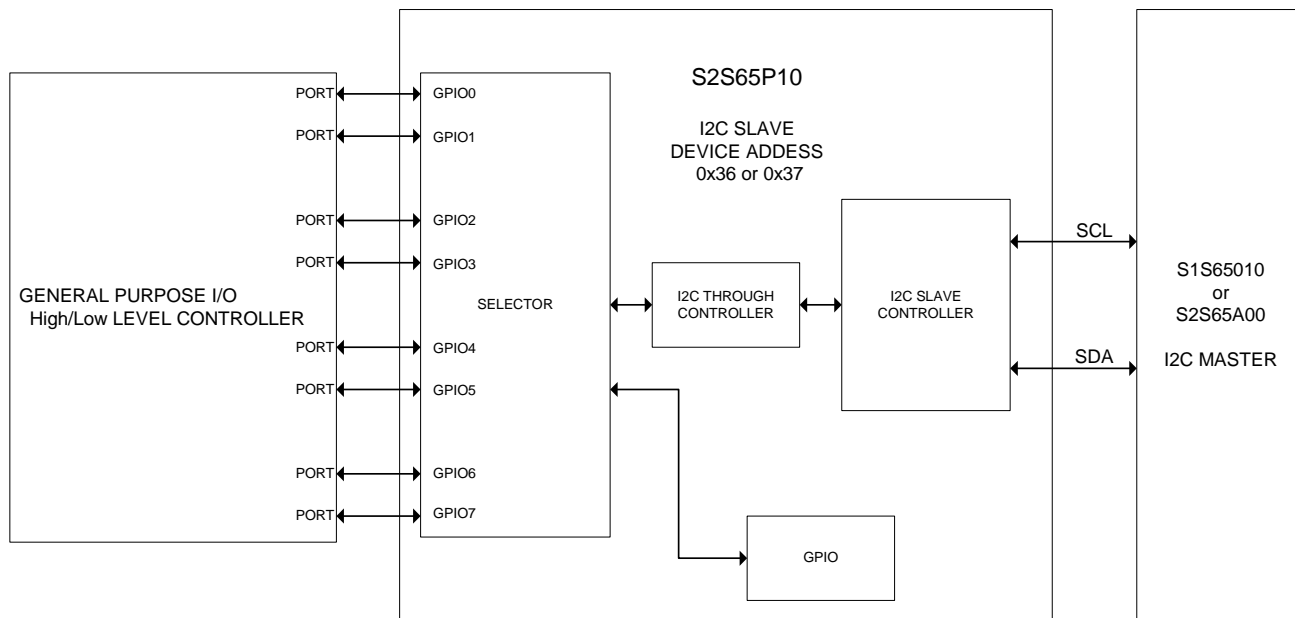 GENERAL PURPOSE I/O
High/Low LEVEL CONTROLLER
PORT
PORT
PORT
PORT
PORT
PORT
PORT
PORT
GPIO0
GPIO1
GPIO2
GPIO3
GPIO4
GPIO5
GPIO6
GPIO7
SELECTOR
S2S65P10
I2C SLAVE
DEVICE ADDESS
0x36 or 0x37
I2C THROUGH
CONTROLLER
I2C SLAVE
CONTROLLER
GPIO
SCL
SDA
S1S65010
or
S2S65A00
I2C MASTER